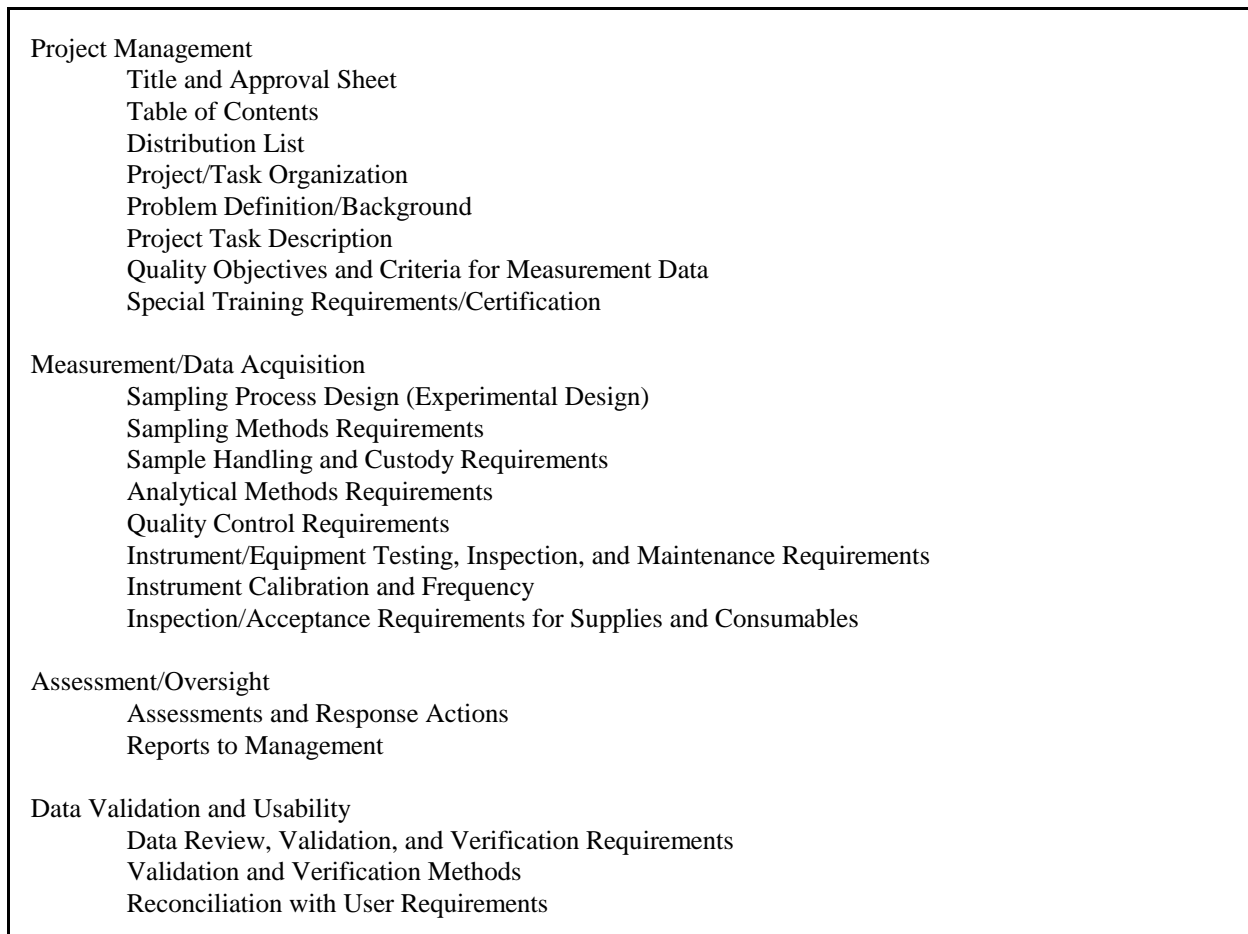 Project Management
Title and Approval Sheet
Table of Contents
Distribution List
Project/Task Organization
Problem Definition/Background
Project Task Description
Quality Objectives and Criteria for Measurement Data
Special Training Requirements/Certification
Measurement/Data Acquisition
Sampling Process Design (Experimental Design)
Sampling Methods Requirements
Sample Handling and Custody Requirements
Analytical Methods Requirements
Quality Control Requirements
Instrument/Equipment Testing, Inspection, and Maintenance Requirements
Instrument Calibration and Frequency
Inspection/Acceptance Requirements for Supplies and Consumables
Assessment/Oversight
Assessments and Response Actions
Reports to Management
Data Validation and Usability
Data Review, Validation, and Verification Requirements
Validation and Verification Methods
Reconciliation with User Requirements